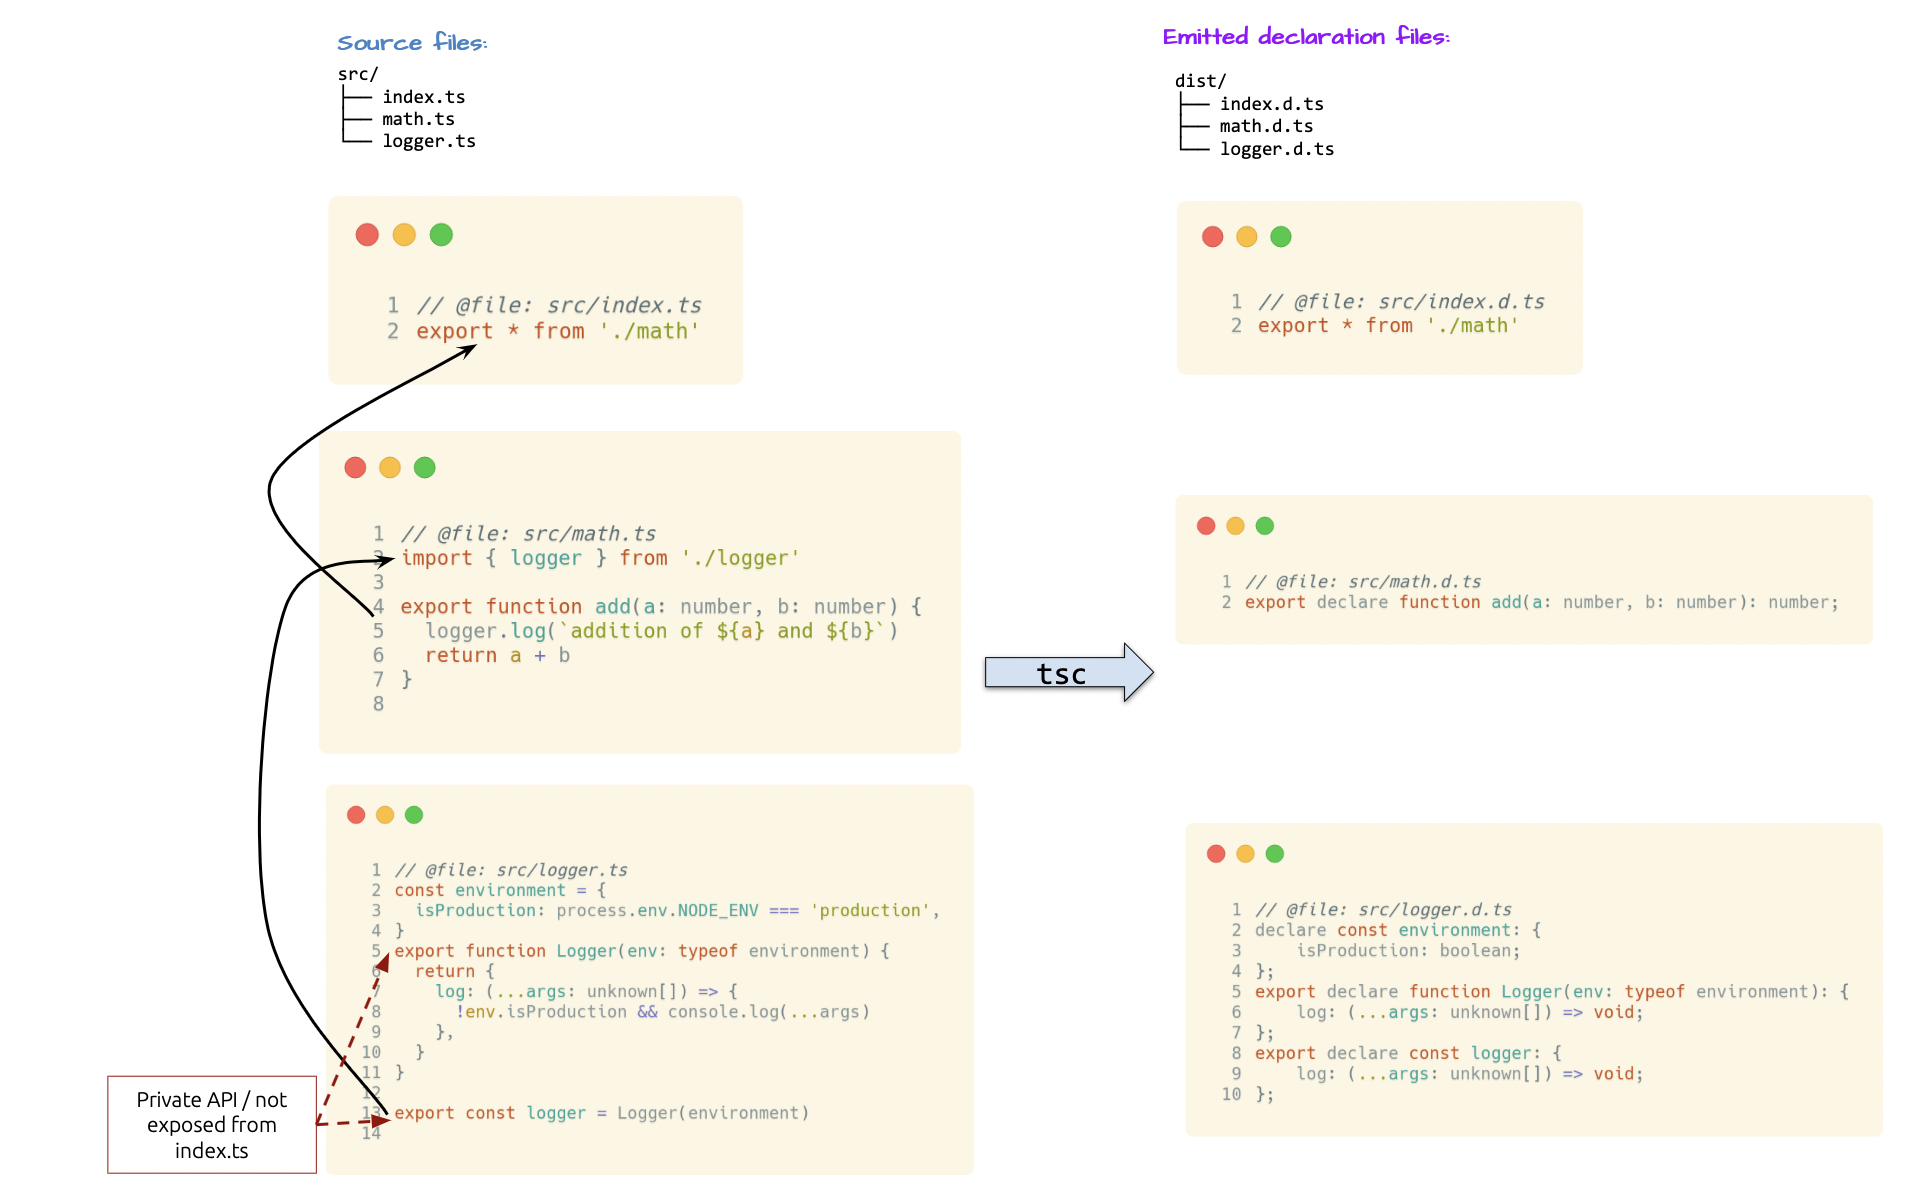 Source files:
src/
├── index.ts
├── math.ts
└── logger.ts
1 // @file: src/index.ts
2 export * from './math'
1 // @file: src/math.ts
2 import { logger } from './logger'
3
4 export function add(a: number, b: number) {
5   logger.log(`addition of ${a} and ${b}`)
6   return a + b
7 }
8
1 // @file: src/logger.ts
2 const environment = {
3   isProduction: process.env.NODE_ENV === 'production',
4 }
5 export function Logger(env: typeof environment) {
6   return {
7     log: (...args: unknown[]) => {
8       !env.isProduction && console.log(...args)
9     },
10   }
11 }
12
13 export const logger = Logger(environment)
14
Private API / not
exposed from
index.ts
tsc
Emitted declaration files:
dist/
├── index.d.ts
├── math.d.ts
└── logger.d.ts
1 // @file: src/index.d.ts
2 export * from './math'
1 // @file: src/math.d.ts
2 export declare function add(a: number, b: number): number;
1 // @file: src/logger.d.ts
2 declare const environment: {
3     isProduction: boolean;
4 };
5 export declare function Logger(env: typeof environment): {
6     log: (...args: unknown[]) => void;
7 };
8 export declare const logger: {
9     log: (...args: unknown[]) => void;
10 };